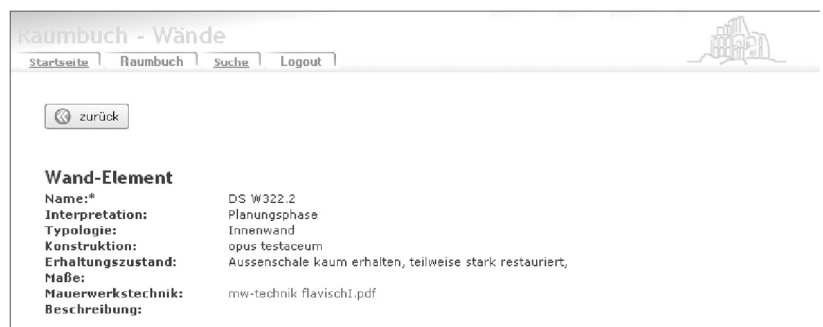 Raumbuch - Wände
Startseite Raumbuch Suche Logout
zurück
Wand-Element
Name:* DS W322.2
Interpretation: Planungsphase
Typologie: Innenwand
Konstruktion: opus testaceum
Erhaltungszustand: Aussenschale kaum erhalten, teilweise stark restauriert,
Maße:
Mauerwerkstechnik: mw-technik flavischI.pdf
Beschreibung: